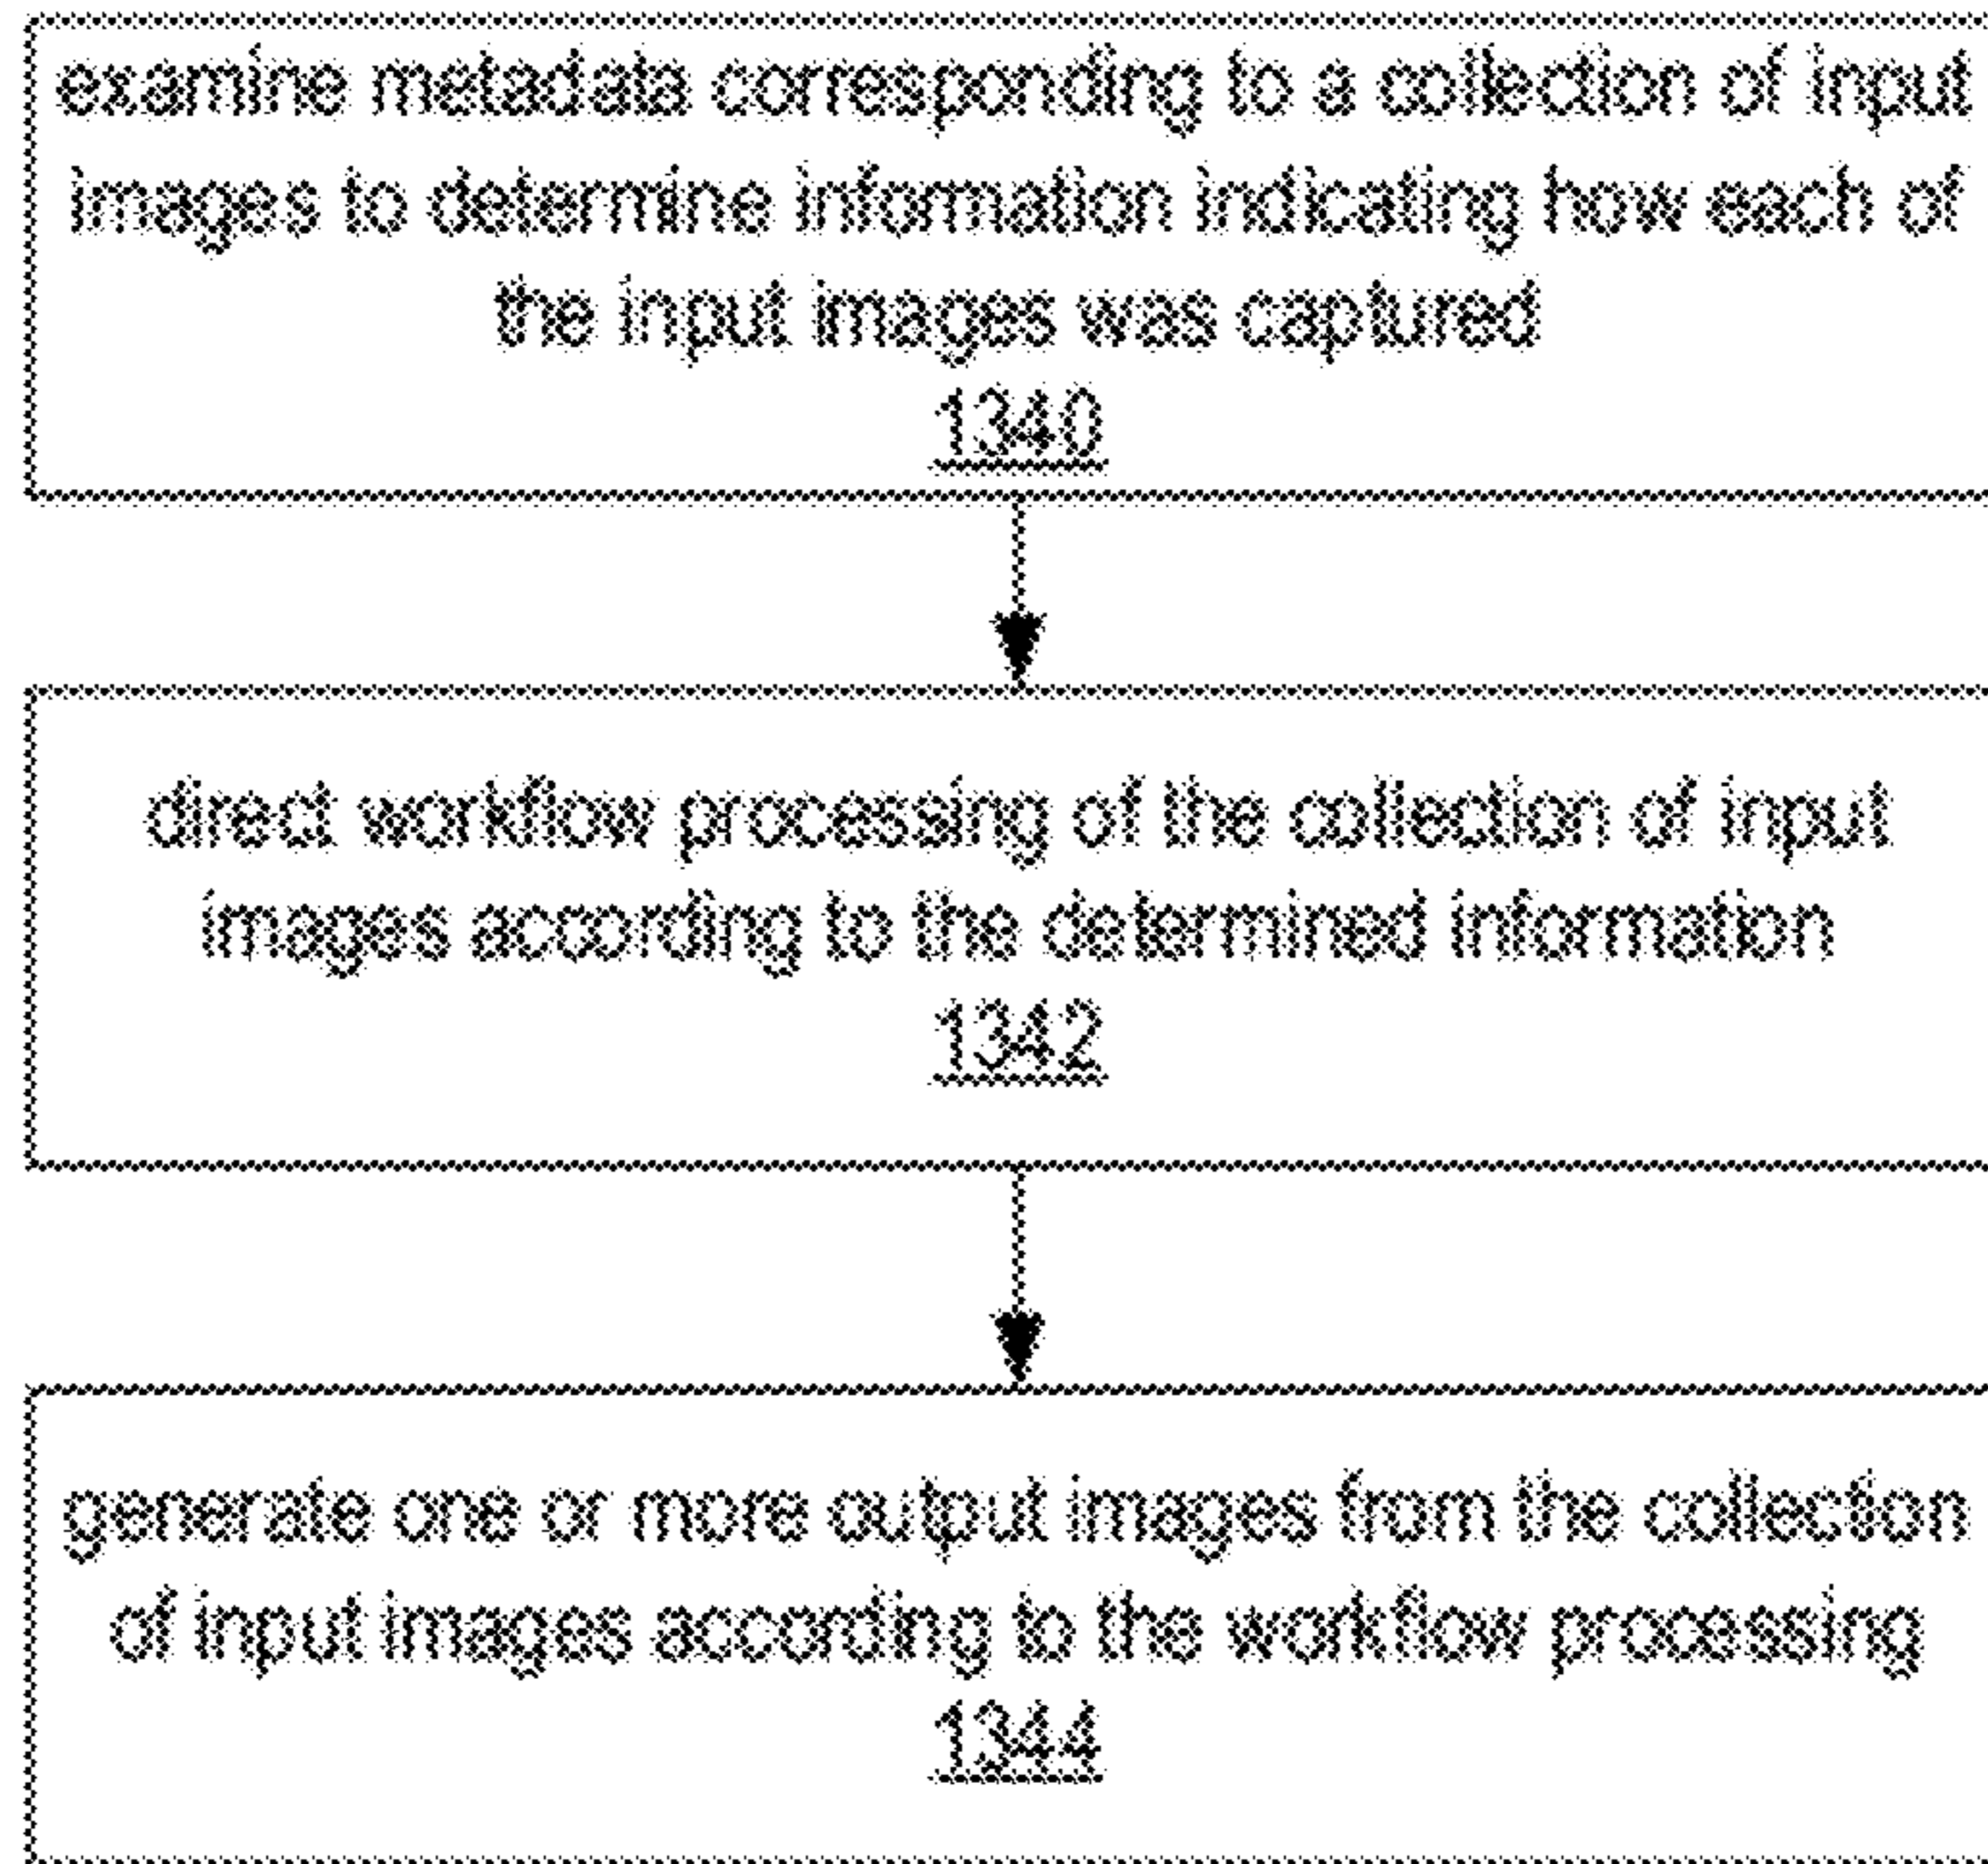 examine metadata corresponding to a collection of input
images to determine information indicating how each of
the input images was captured
1340
direct workflow processing of the collection of input
images according to the determined information
1342
generate one or more output images from the collection
of input images according to the workflow processing
1344